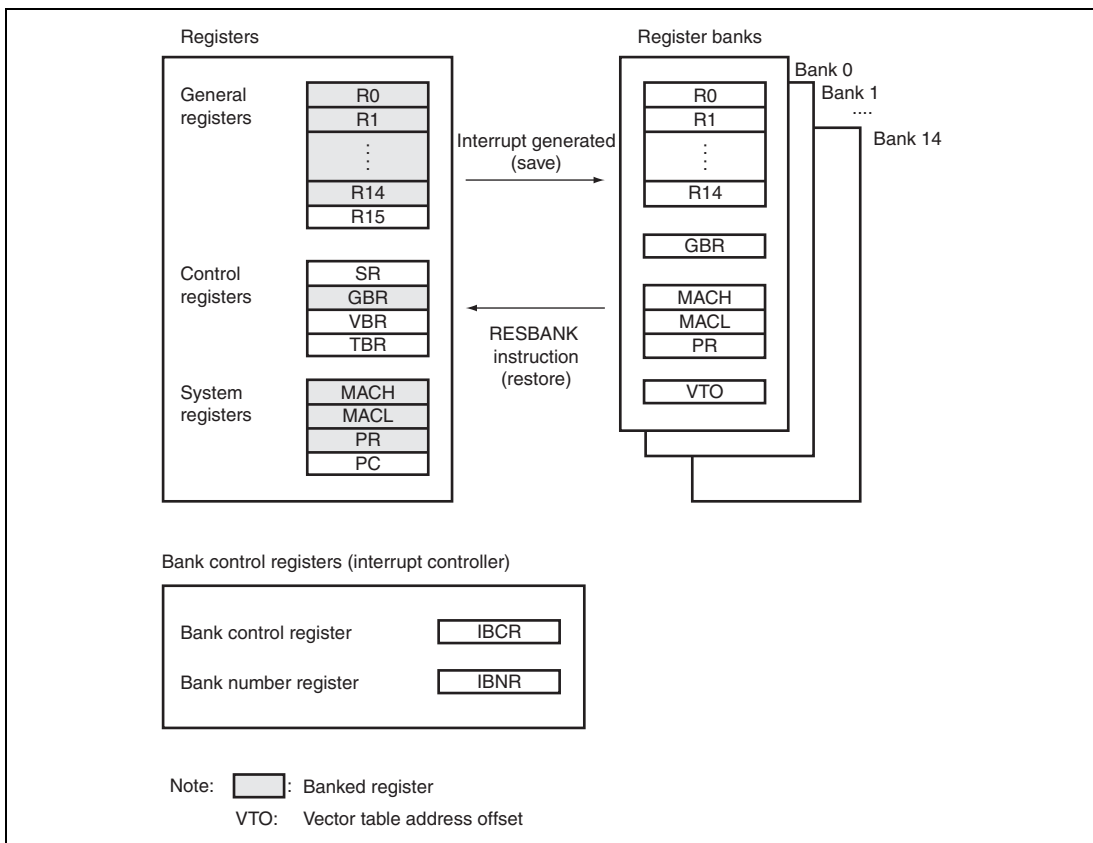 Registers
General
registers
R0
R1
⋮
R14
R15
Control
registers
SR
GBR
VBR
TBR
System
registers
MACH
MACL
PR
PC
Interrupt generated
(save)
RESBANK
instruction
(restore)
Register banks
Bank 0
Bank 1
....
Bank 14
R0
R1
⋮
R14
GBR
MACH
MACL
PR
VTO
Bank control registers (interrupt controller)
Bank control register IBCR
Bank number register IBNR
Note: : Banked register
VTO: Vector table address offset